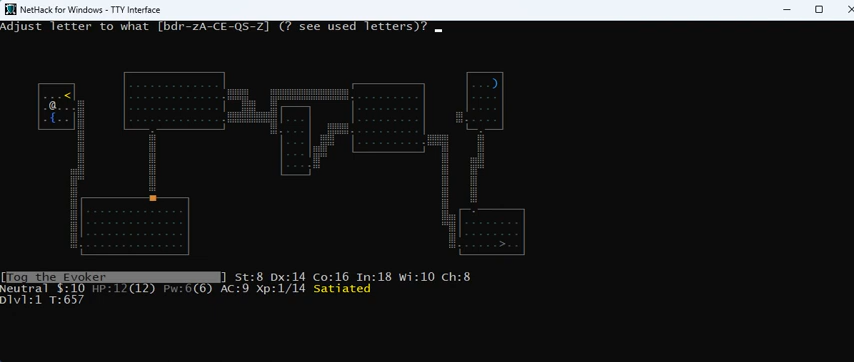 NetHack for Windows - TTY Interface
Adjust letter to what [bdr-zA-CE-QS-Z] (? see used letters)?
[Tog the Evoker ] St:8 Dx:14 Co:16 In:18 Wi:10 Ch:8
Neutral $:10 HP:12(12) Pw:6(6) AC:9 Xp:1/14 Satiated
Dlvl:1 T:657